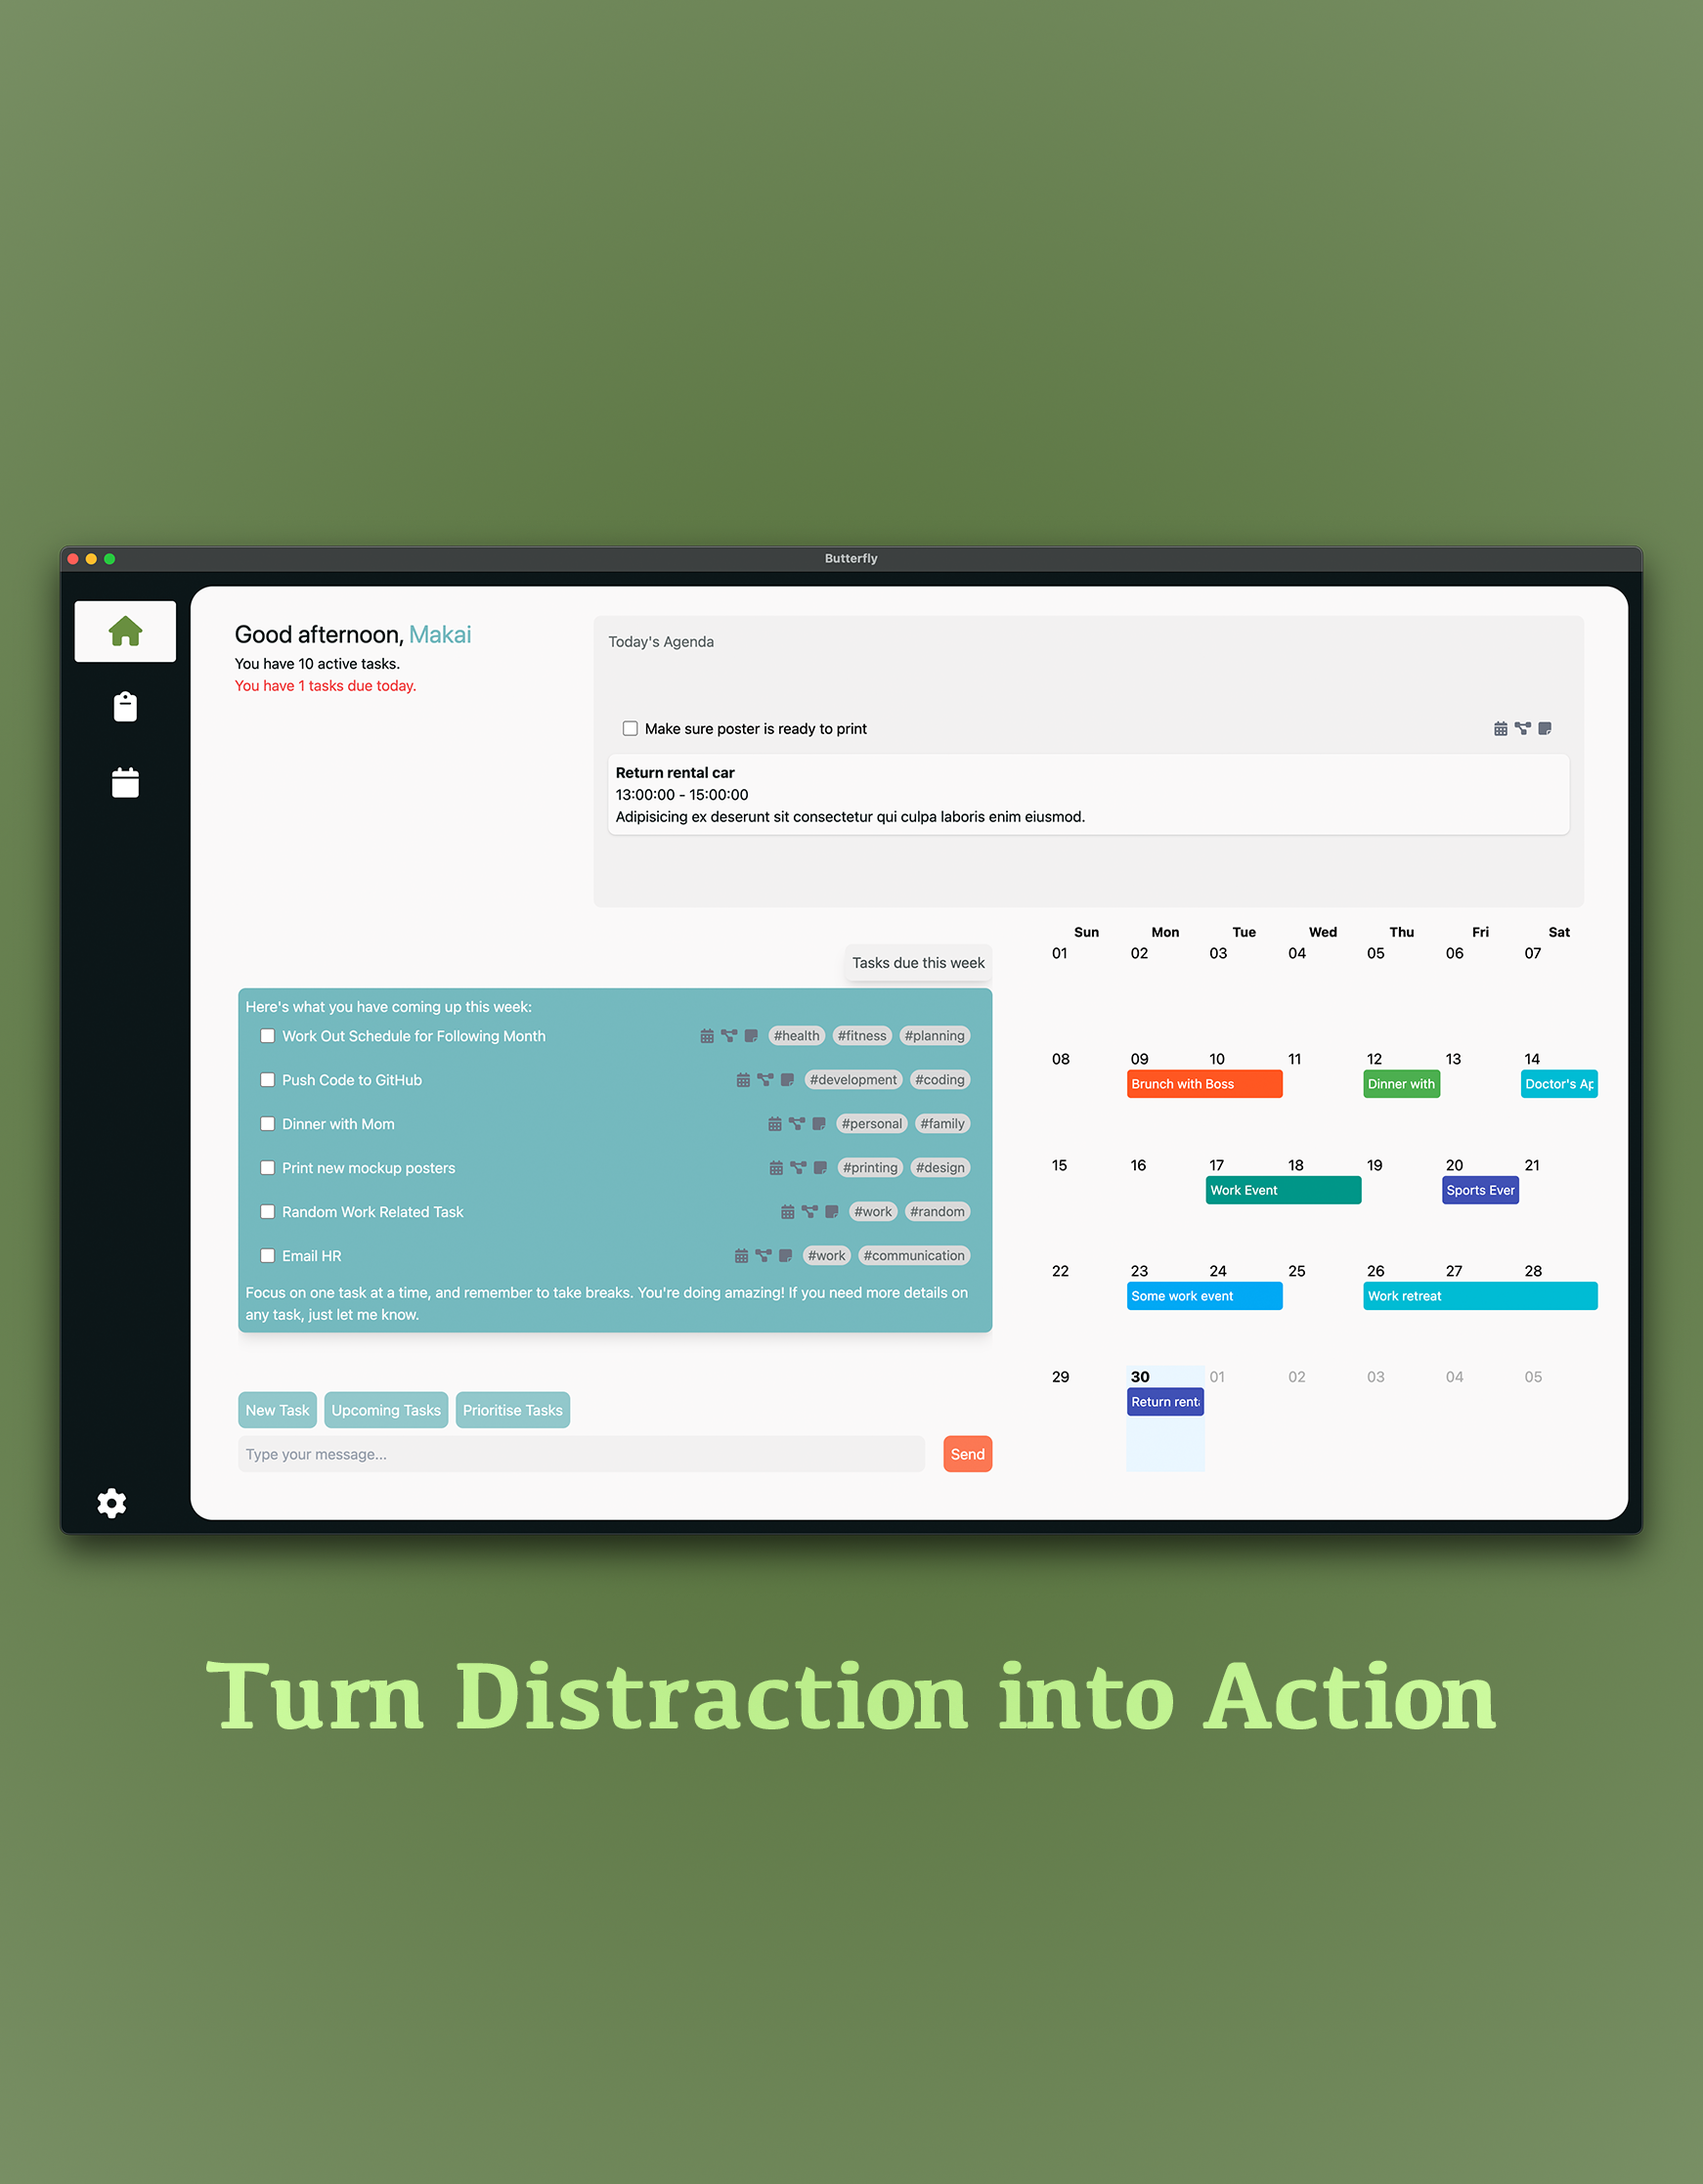 Butterfly
Good afternoon, Makai
You have 10 active tasks.
You have 1 tasks due today.
Today's Agenda
Make sure poster is ready to print
Return rental car
13:00:00 - 15:00:00
Adipisicing ex deserunt sit consectetur qui culpa laboris enim eiusmod.
Tasks due this week
Here's what you have coming up this week:
Work Out Schedule for Following Month #health #fitness #planning
Push Code to GitHub #development #coding
Dinner with Mom #personal #family
Print new mockup posters #printing #design
Random Work Related Task #work #random
Email HR #work #communication
Focus on one task at a time, and remember to take breaks. You're doing amazing! If you need more details on
any task, just let me know.
New Task Upcoming Tasks Prioritise Tasks
Type your message... Send
Sun Mon Tue Wed Thu Fri Sat
01 02 03 04 05 06 07
08 09 10 11 12 13 14
Brunch with Boss Dinner with Doctor's Ap
15 16 17 18 19 20 21
Work Event Sports Ever
22 23 24 25 26 27 28
Some work event Work retreat
29 30 01 02 03 04 05
Return renta
Turn Distraction into Action